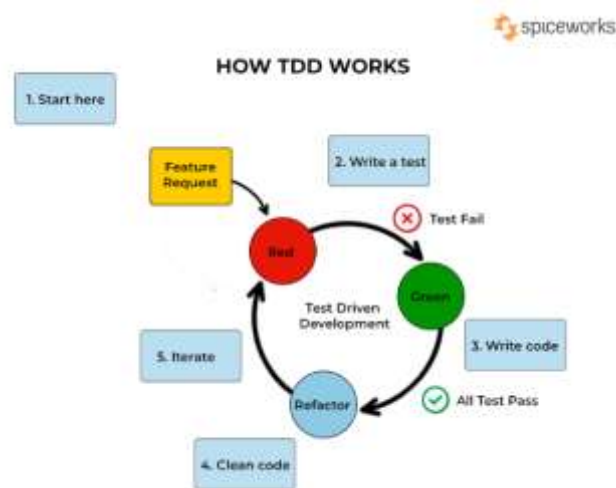 spiceworks
HOW TDD WORKS
1. Start here
Feature
Request
2. Write a test
Test Fail
Red
Green
Test Driven
Development
3. Write code
5. Iterate
All Test Pass
Refactor
4. Clean code